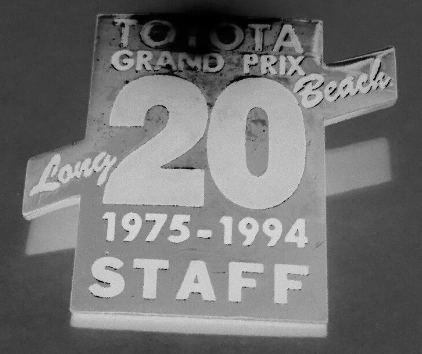 TOYOTA
GRAND PRIX
Long Beach
20
1975-1994
STAFF